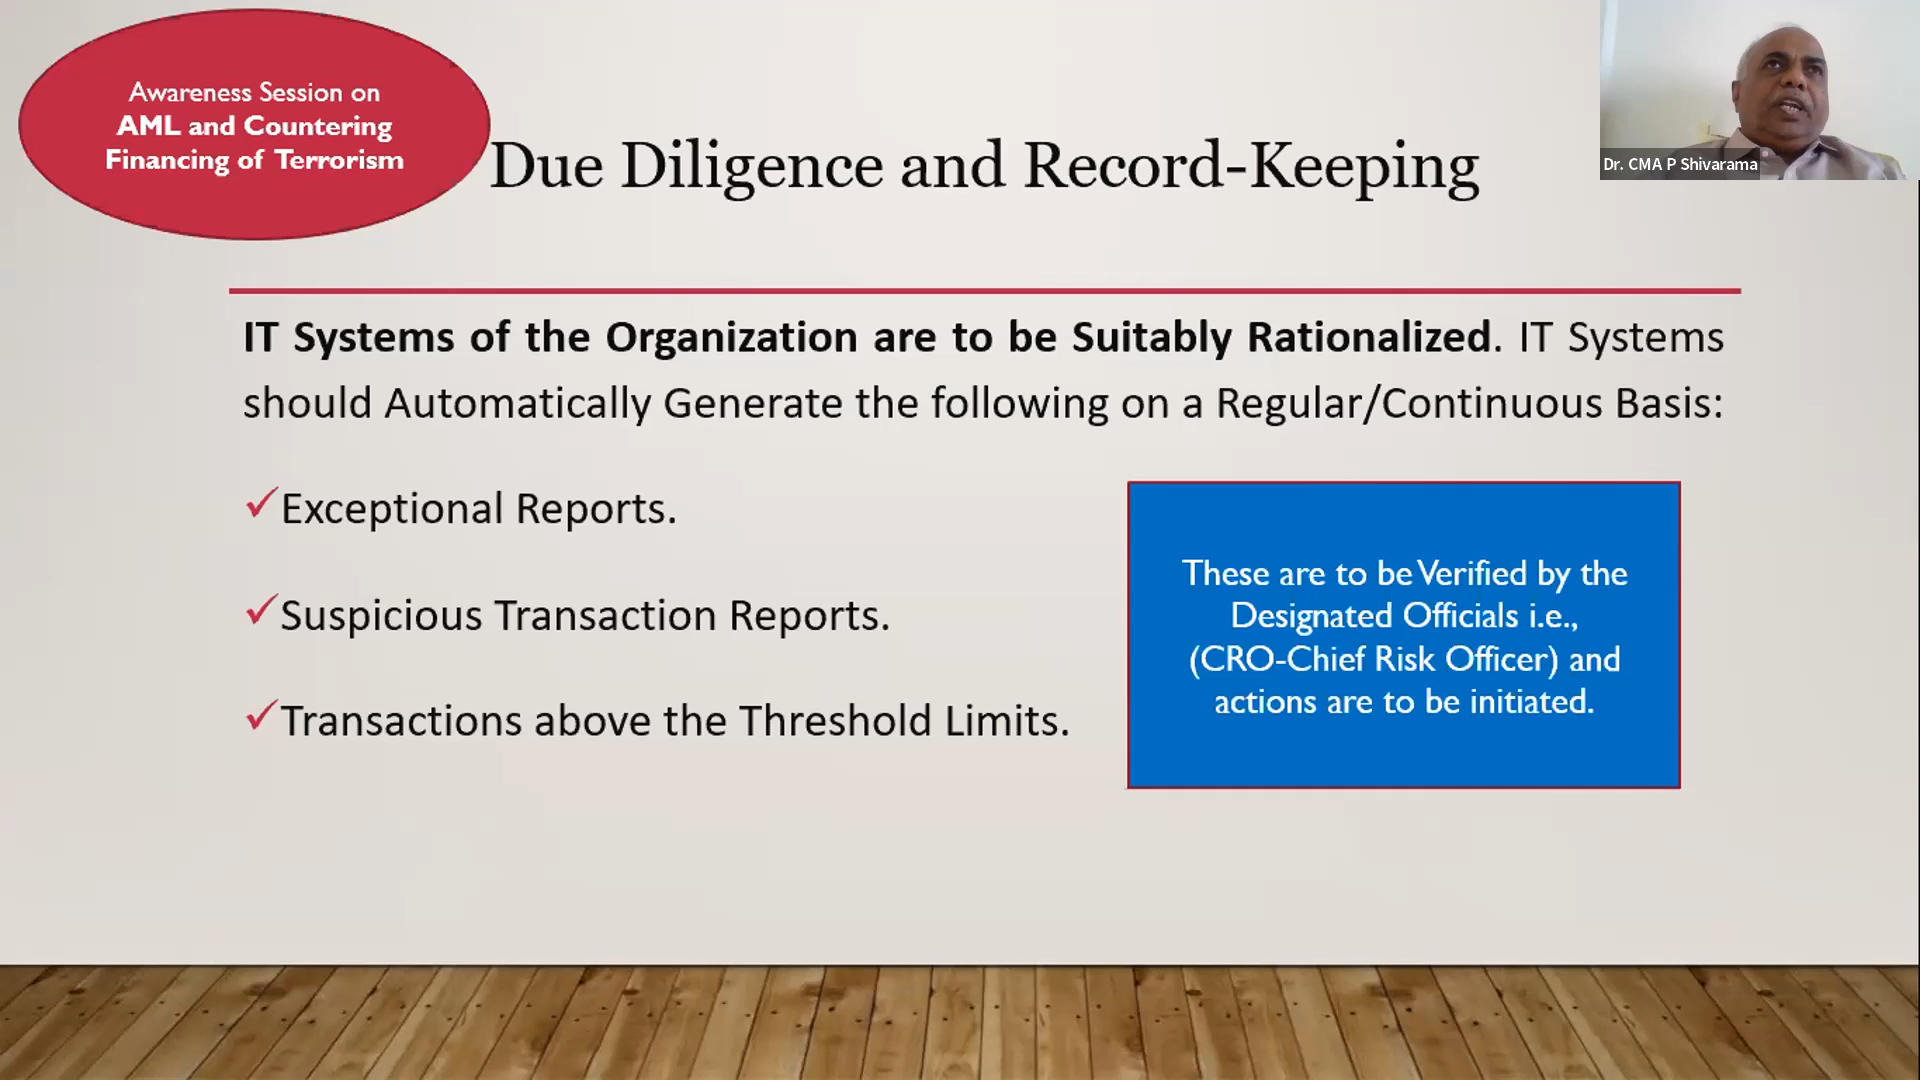 Awareness Session on
AML and Countering
Financing of Terrorism
Due Diligence and Record-Keeping
Dr. CMA P Shivarama
IT Systems of the Organization are to be Suitably Rationalized. IT Systems
should Automatically Generate the following on a Regular/Continuous Basis:
✓Exceptional Reports.
✓Suspicious Transaction Reports.
✓Transactions above the Threshold Limits.
These are to be Verified by the
Designated Officials i.e.,
(CRO-Chief Risk Officer) and
actions are to be initiated.